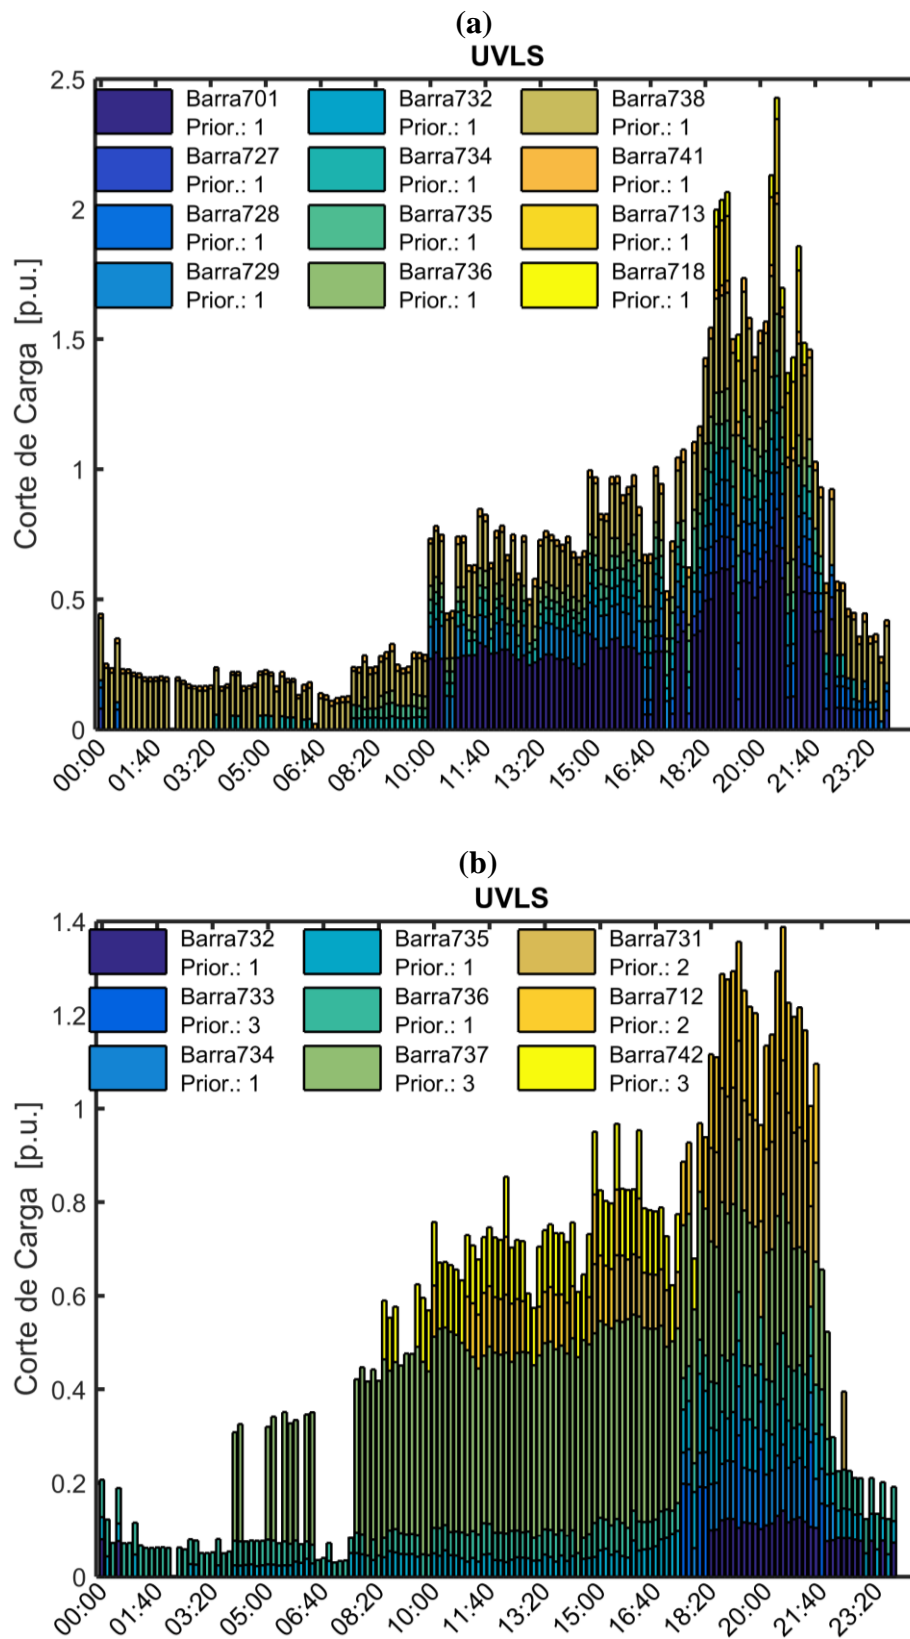 (a)
UVLS
Corte de Carga [p.u.]
2.5
2
1.5
1
0.5
0
Barra701
Prior.: 1
Barra727
Prior.: 1
Barra728
Prior.: 1
Barra729
Prior.: 1
Barra732
Prior.: 1
Barra734
Prior.: 1
Barra735
Prior.: 1
Barra736
Prior.: 1
Barra738
Prior.: 1
Barra741
Prior.: 1
Barra713
Prior.: 1
Barra718
Prior.: 1
00:00 01:40 03:20 05:00 06:40 08:20 10:00 11:40 13:20 15:00 16:40 18:20 20:00 21:40 23:20
(b)
UVLS
Corte de Carga [p.u.]
1.4
1.2
1
0.8
0.6
0.4
0.2
0
Barra732
Prior.: 1
Barra733
Prior.: 3
Barra734
Prior.: 1
Barra735
Prior.: 1
Barra736
Prior.: 1
Barra737
Prior.: 3
Barra731
Prior.: 2
Barra712
Prior.: 2
Barra742
Prior.: 3
00:00 01:40 03:20 05:00 06:40 08:20 10:00 11:40 13:20 15:00 16:40 18:20 20:00 21:40 23:20